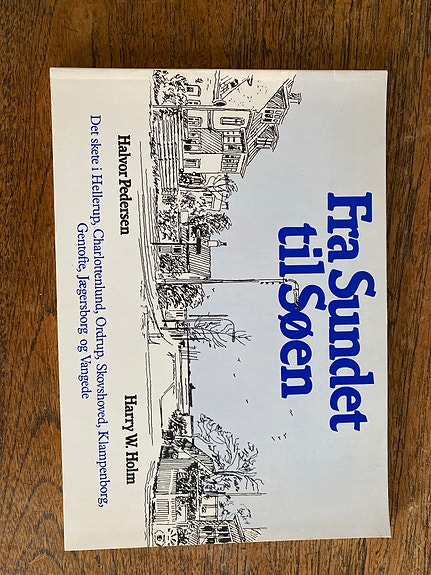 Fra Sundet
til Søen
Halvor Pedersen
Harry W. Holm
Det skete i Hellerup, Charlottenlund, Ordrup, Skovshoved, Klampenborg,
Gentofte, Jægersborg og Vangede